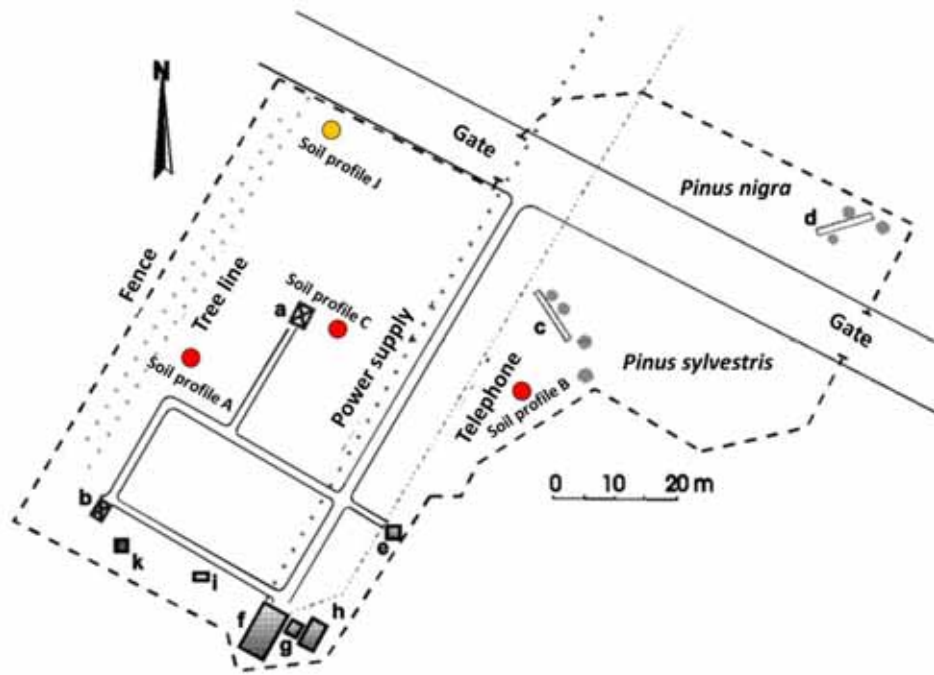 N
Gate
Pinus nigra
d
Soil profile J
Fence
Tree line
Soil profile C
a
Power supply
c
Gate
Pinus sylvestris
Soil profile A
Telephone
Soil profile B
0 10 20 m
b
k
i
e
f
g
h